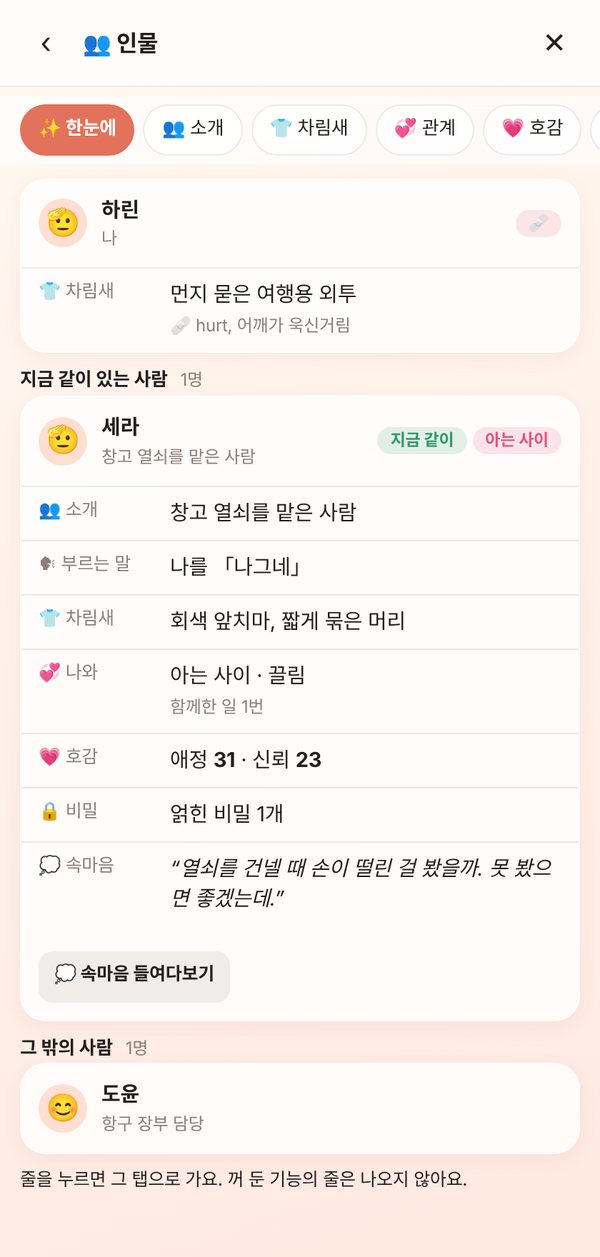 인물
한눈에 소개 차림새 관계 호감
하린
나
차림새 먼지 묻은 여행용 외투
hurt, 어깨가 욱신거림
지금 같이 있는 사람 1명
세라
창고 열쇠를 맡은 사람
지금 같이 아는 사이
소개 창고 열쇠를 맡은 사람
부르는 말 나를 「나그네」
차림새 회색 앞치마, 짧게 묶은 머리
나와 아는 사이 · 끌림
함께한 일 1번
호감 애정 31 · 신뢰 23
비밀 얽힌 비밀 1개
속마음 “열쇠를 건넬 때 손이 떨린 걸 봤을까. 못 봤으
면 좋겠는데.”
속마음 들여다보기
그 밖의 사람 1명
도윤
항구 장부 담당
줄을 누르면 그 탭으로 가요. 꺼 둔 기능의 줄은 나오지 않아요.